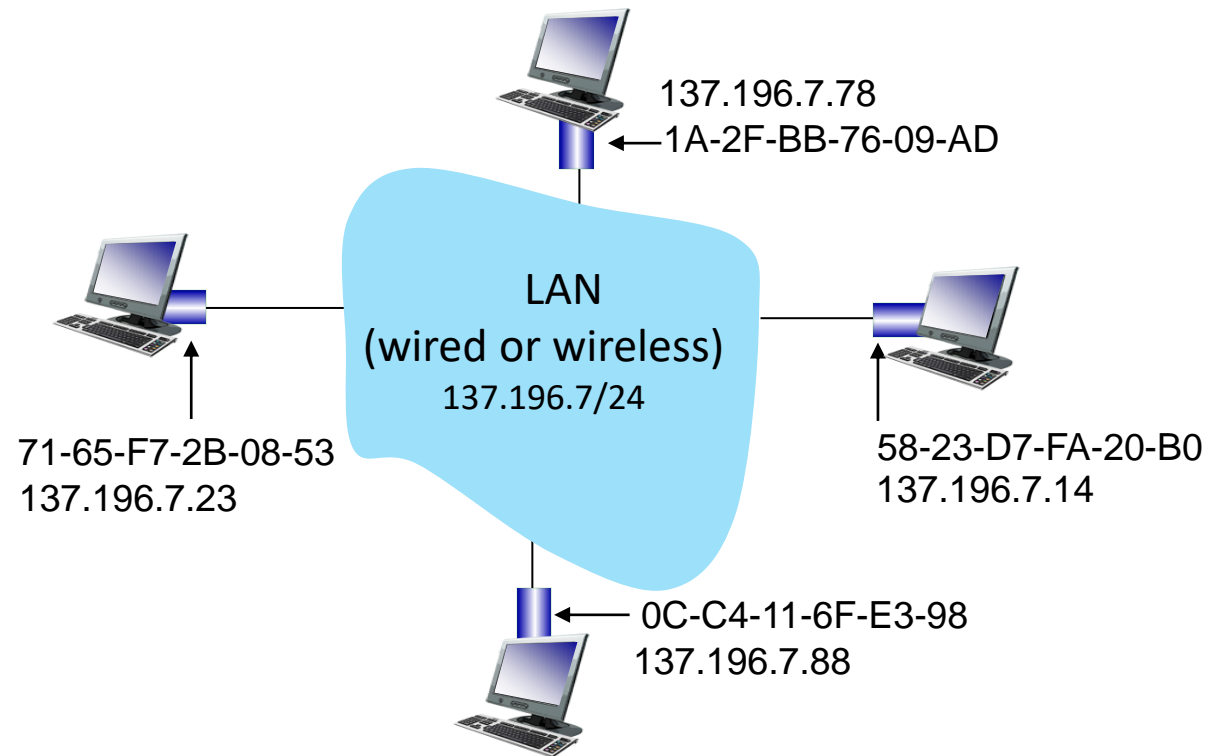 137.196.7.78
1A-2F-BB-76-09-AD
LAN
(wired or wireless)
137.196.7/24
71-65-F7-2B-08-53
137.196.7.23
58-23-D7-FA-20-B0
137.196.7.14
0C-C4-11-6F-E3-98
137.196.7.88